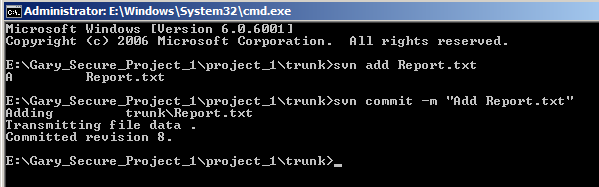 Administrator: E:\Windows\System32\cmd.exe
Microsoft Windows [Version 6.0.6001]
Copyright (c) 2006 Microsoft Corporation.  All rights reserved.
E:\Gary_Secure_Project_1\project_1\trunk>svn add Report.txt
A         Report.txt
E:\Gary_Secure_Project_1\project_1\trunk>svn commit -m "Add Report.txt"
Adding         trunk\Report.txt
Transmitting file data .
Committed revision 8.
E:\Gary_Secure_Project_1\project_1\trunk>_